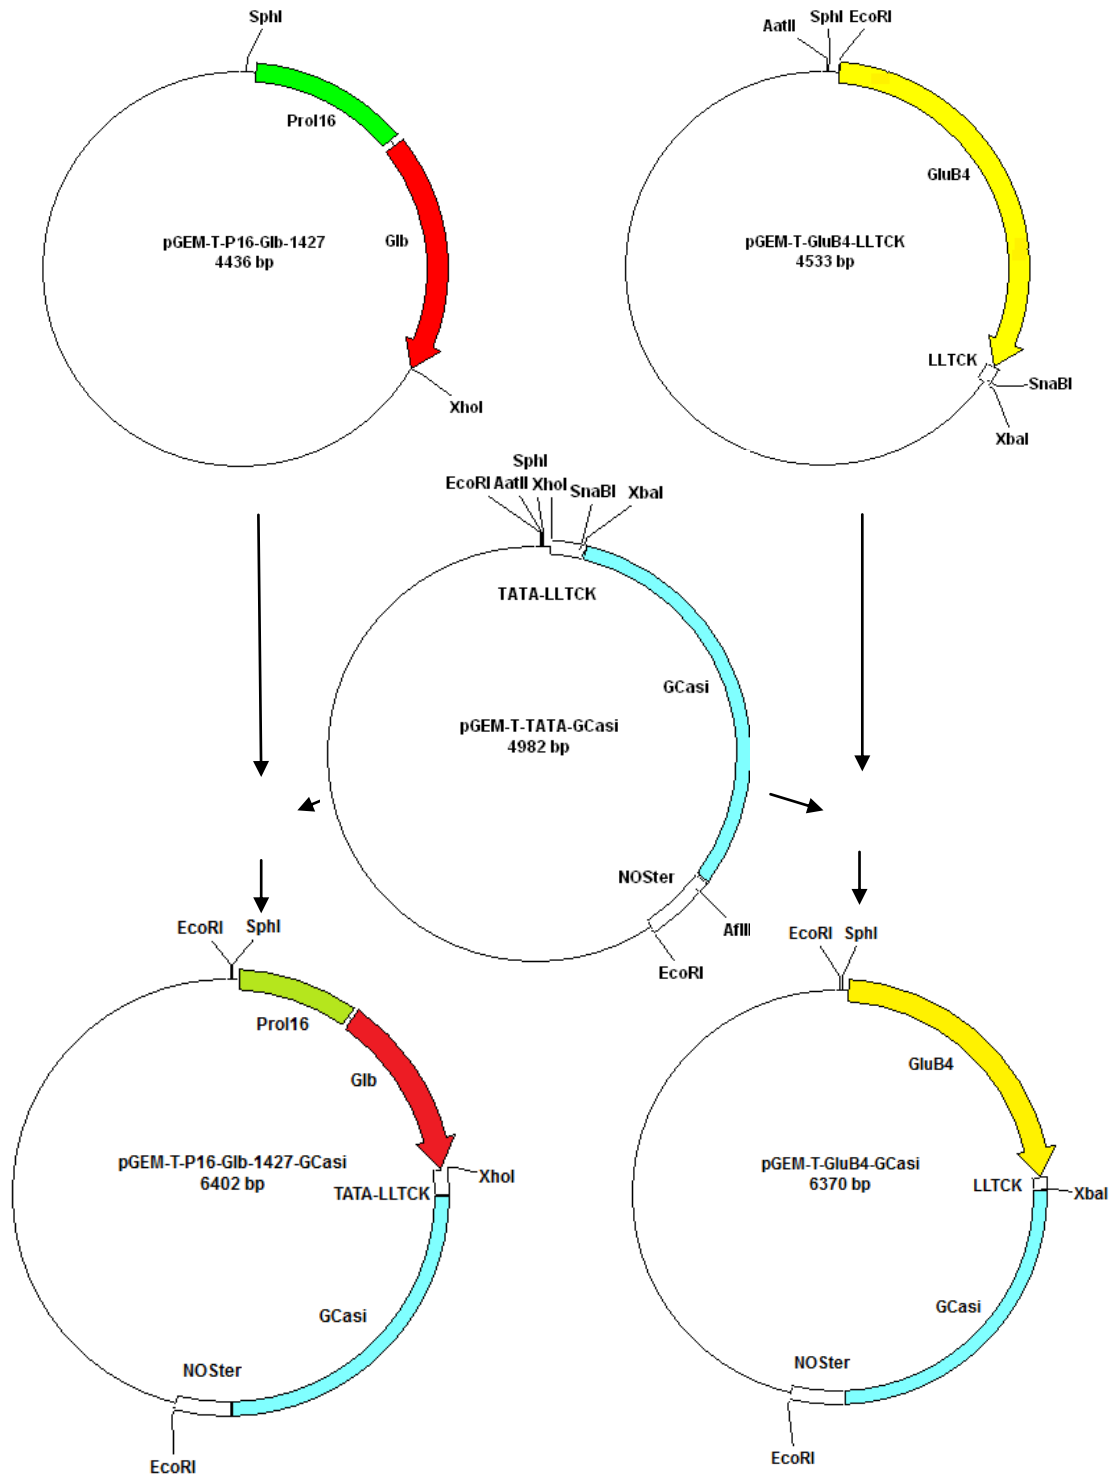 SphI
ProI16
Glb
pGEM-T-P16-Glb-1427
4436 bp
XhoI
AatII SphI EcoRI
GluB4
pGEM-T-GluB4-LLTCK
4533 bp
LLTCK
SnaBI
XbaI
SphI
EcoRI AatII XhoI SnaBI XbaI
TATA-LLTCK
GCasi
pGEM-T-TATA-GCasi
4982 bp
NOSter
AflII
EcoRI
EcoRI SphI
ProI16
Glb
pGEM-T-P16-Glb-1427-GCasi
6402 bp
XhoI
TATA-LLTCK
GCasi
NOSter
EcoRI
EcoRI SphI
GluB4
pGEM-T-GluB4-GCasi
6370 bp
LLTCK
XbaI
GCasi
NOSter
EcoRI